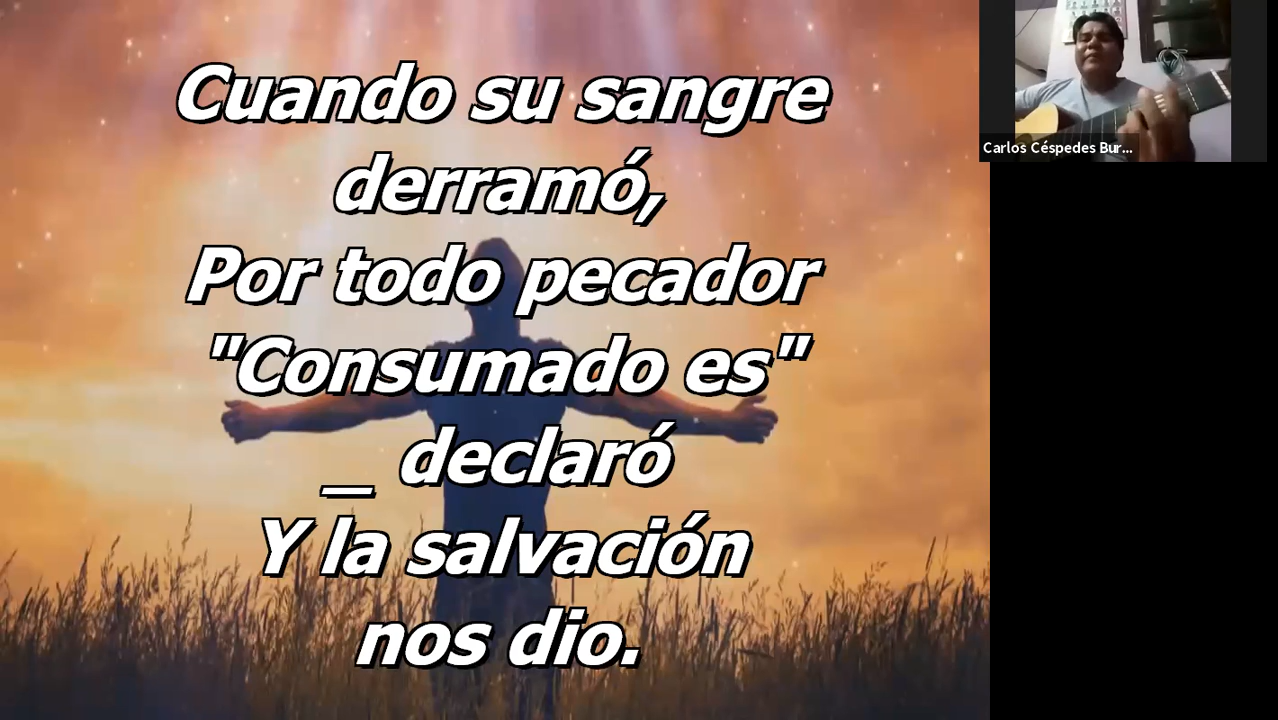 Cuando su sangre
derramó,
Por todo pecador
"Consumado es"
_ declaró
Y la salvación
nos dio.
Carlos Céspedes Bur...